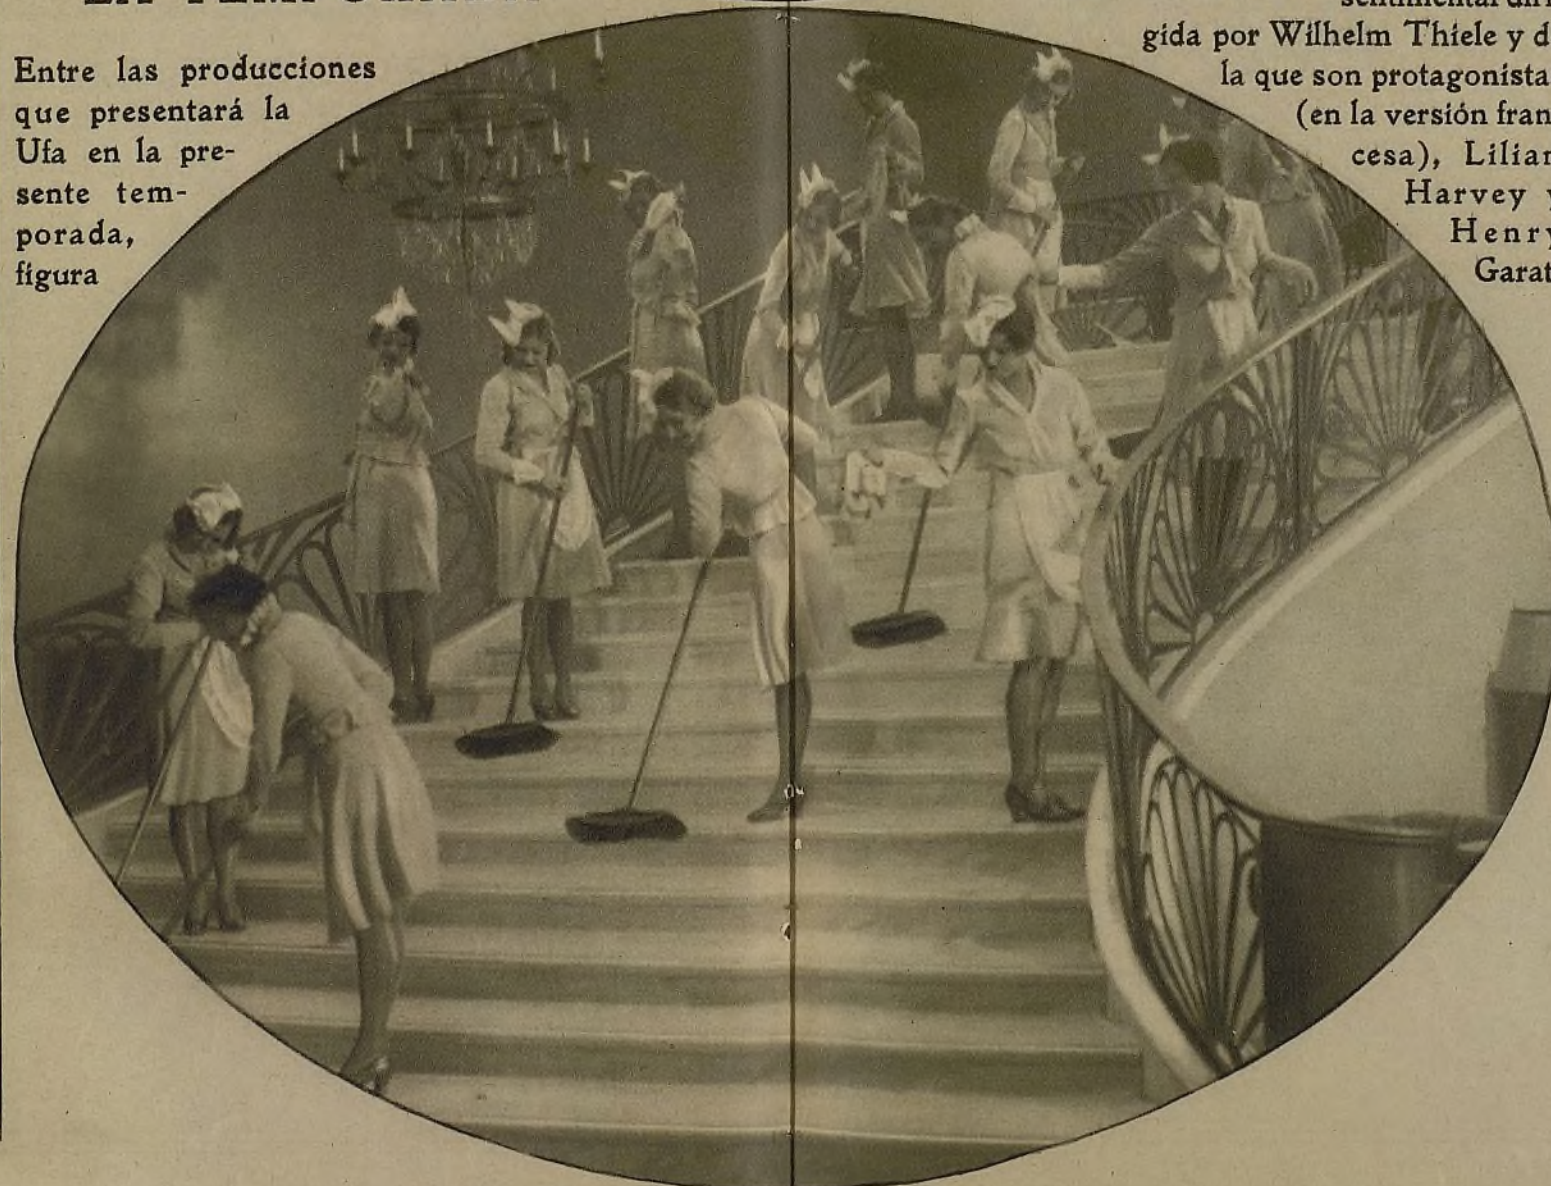 Entre las producciones
que presentará la
Ufa en la pre-
sente tem-
porada,
figura
gida por Wilhelm Thiele y d
la que son protagonista
(en la versión fran
cesa), Lilian
Harvey y
Henry
Garat